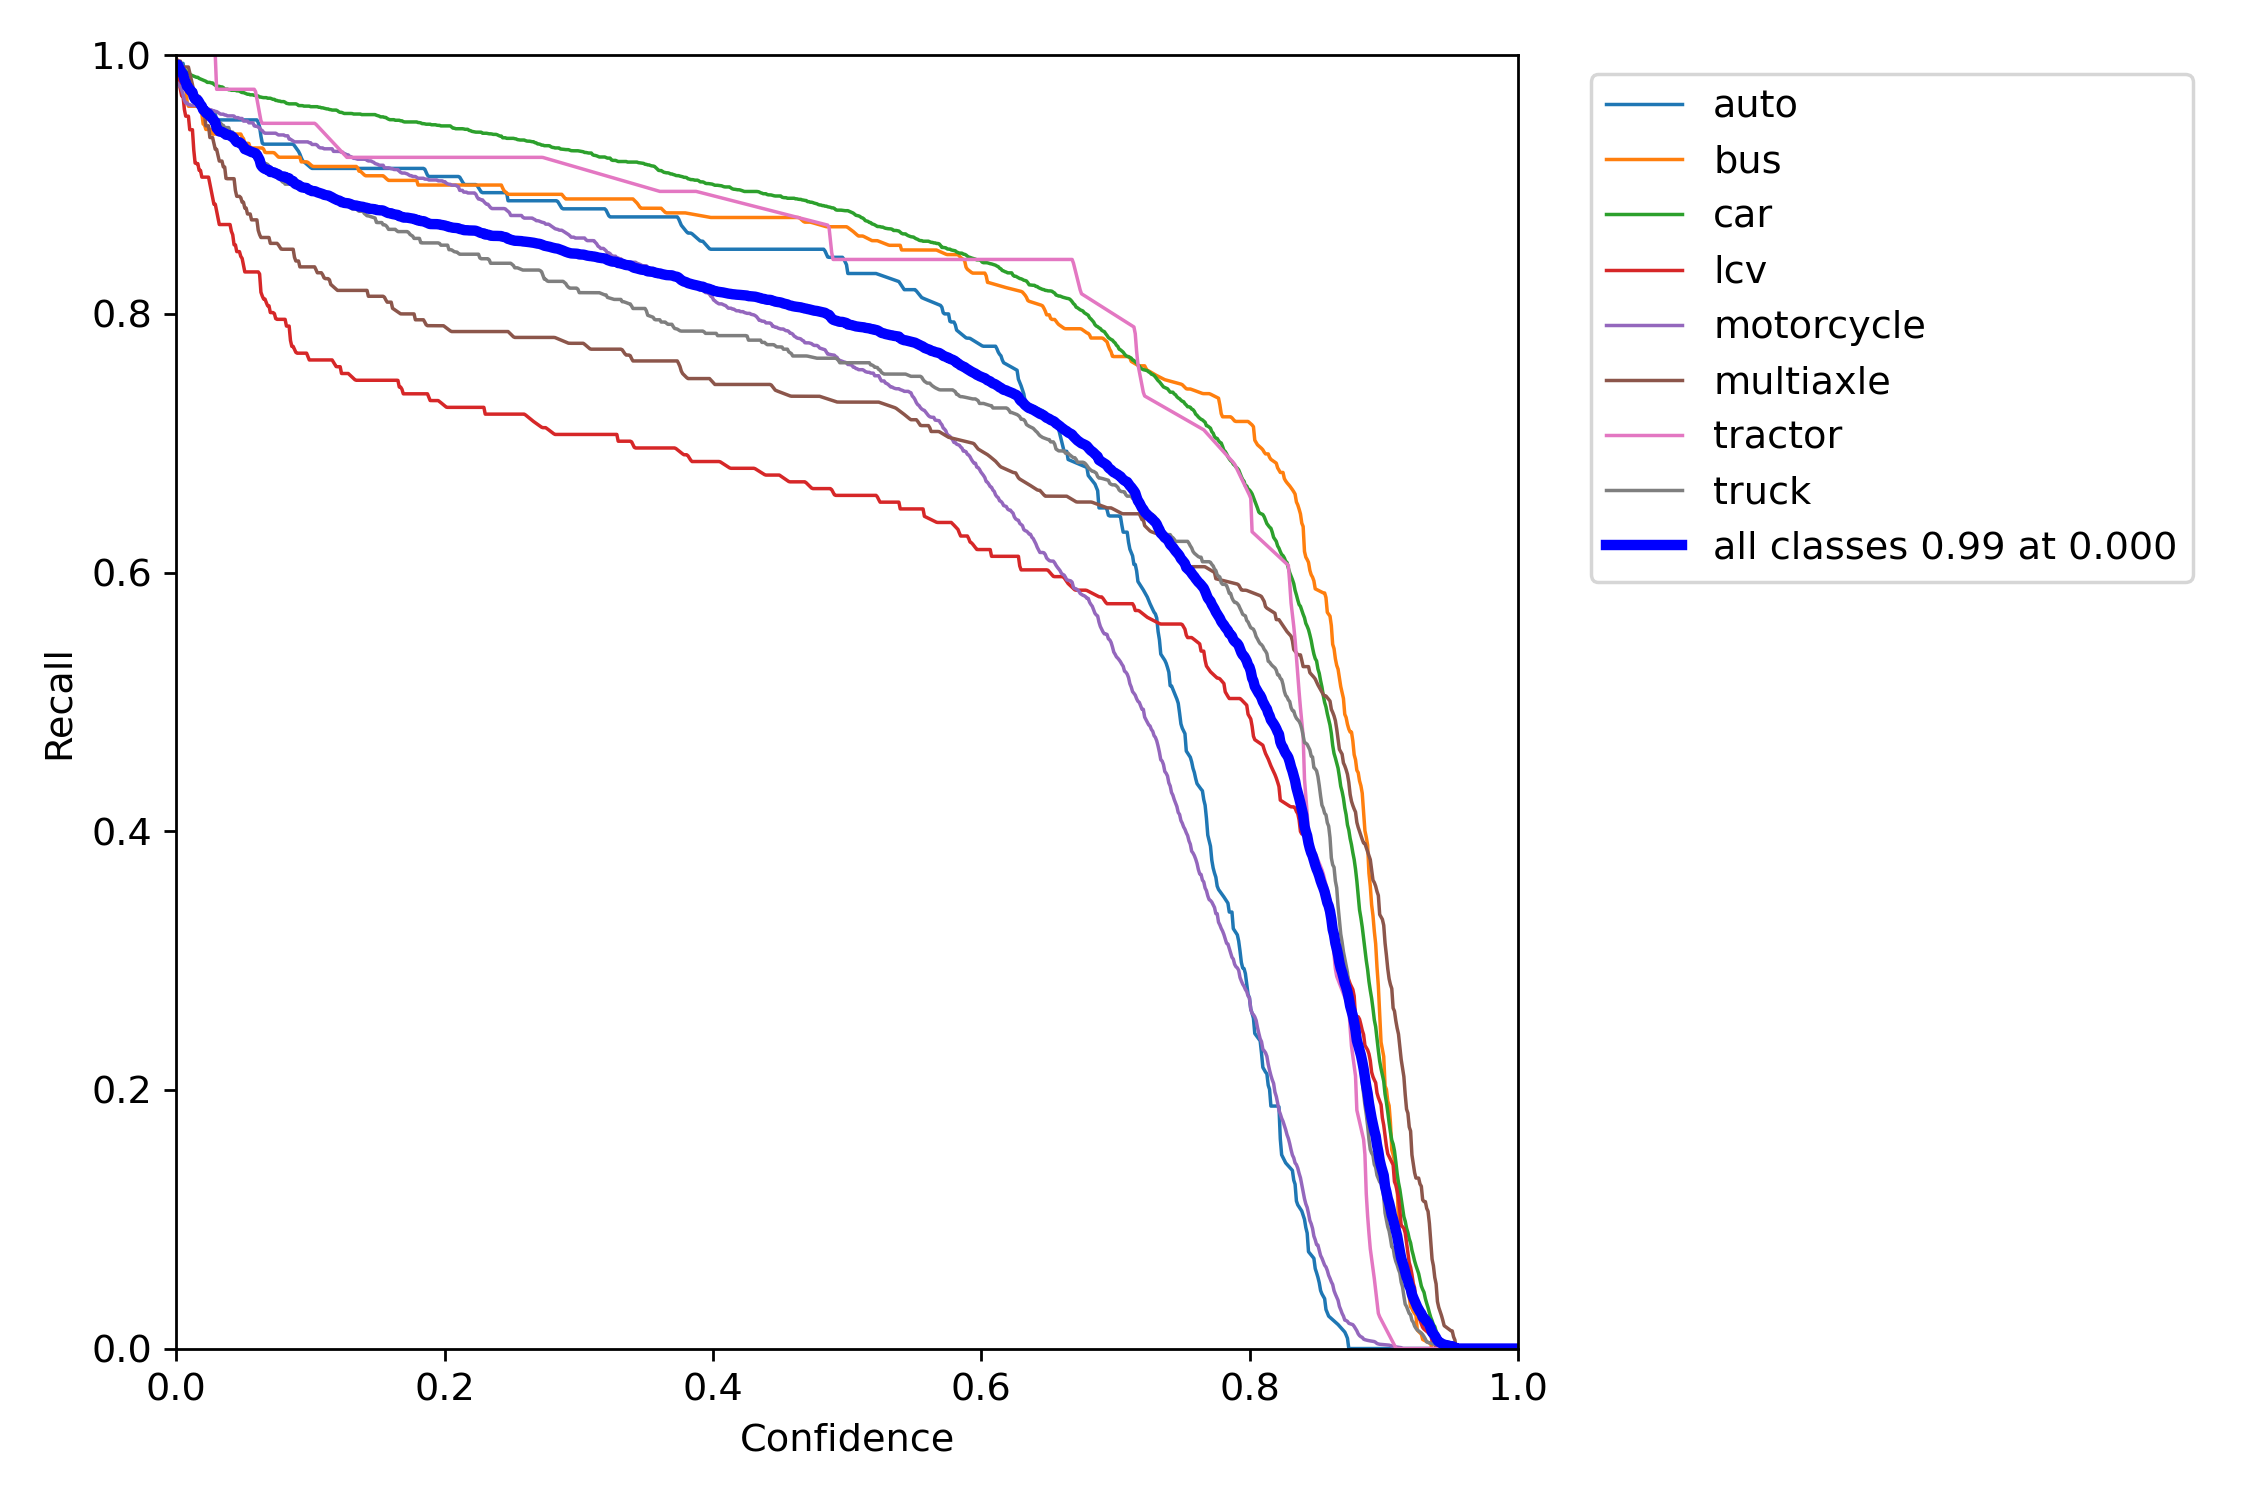 1.0
0.8
0.6
0.4
0.2
0.0
Recall
0.0 0.2 0.4 0.6 0.8 1.0
Confidence
auto
bus
car
lcv
motorcycle
multiaxle
tractor
truck
all classes 0.99 at 0.000